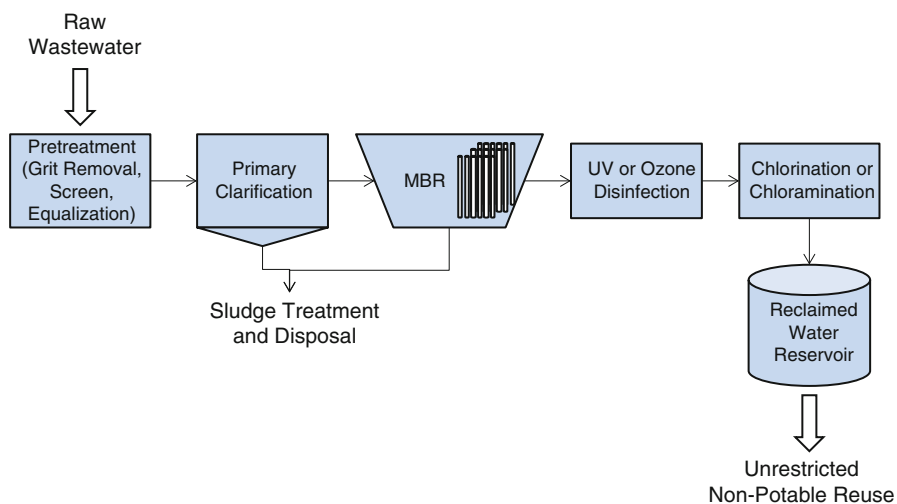 Raw
Wastewater
Pretreatment
(Grit Removal,
Screen,
Equalization)
Primary
Clarification
MBR
UV or Ozone
Disinfection
Chlorination or
Chloramination
Sludge Treatment
and Disposal
Reclaimed
Water
Reservoir
Unrestricted
Non-Potable Reuse